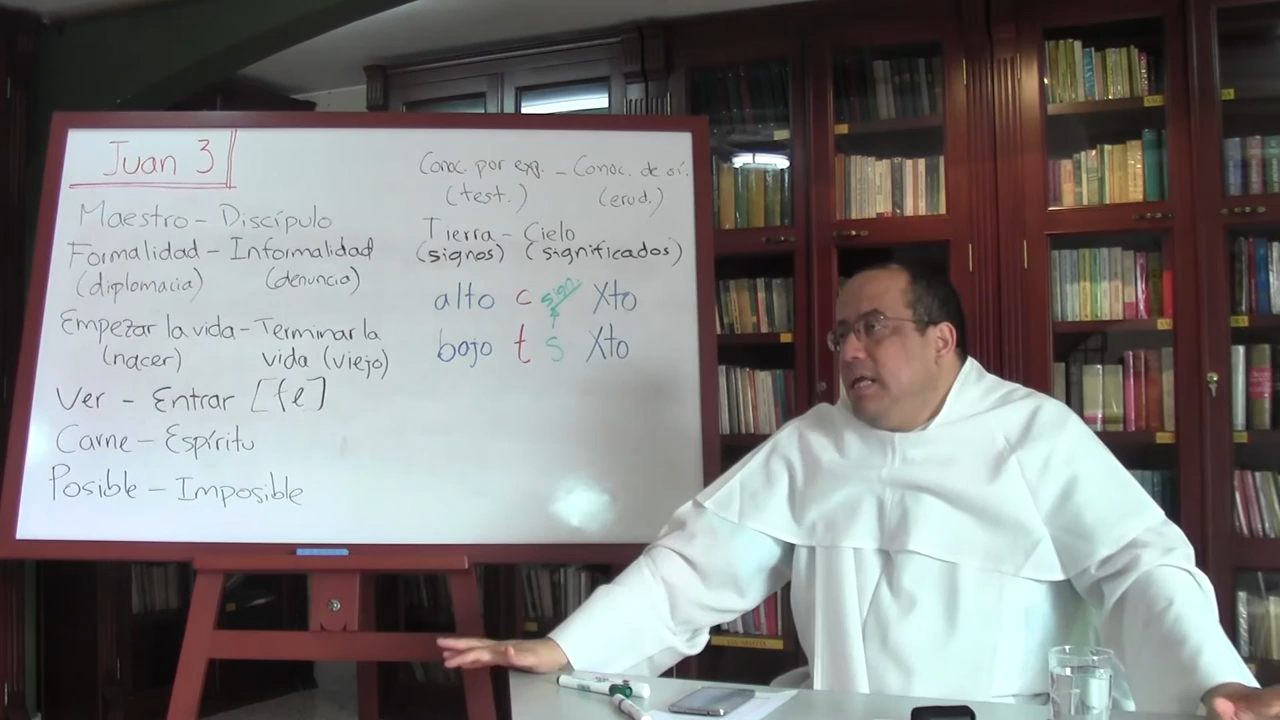 Juan 3
Maestro - Discípulo
Formalidad - Informalidad
(diplomacia) (denuncia)
Empezar la vida - Terminar la
(nacer) vida (viejo)
Ver - Entrar [fe]
Carne - Espíritu
Posible - Imposible
Conoc. por exp. - Conoc. de oí.
(test.) (erud.)
Tierra - Cielo
(signos) (significados)
alto c sign. Xto
bajo t s Xto